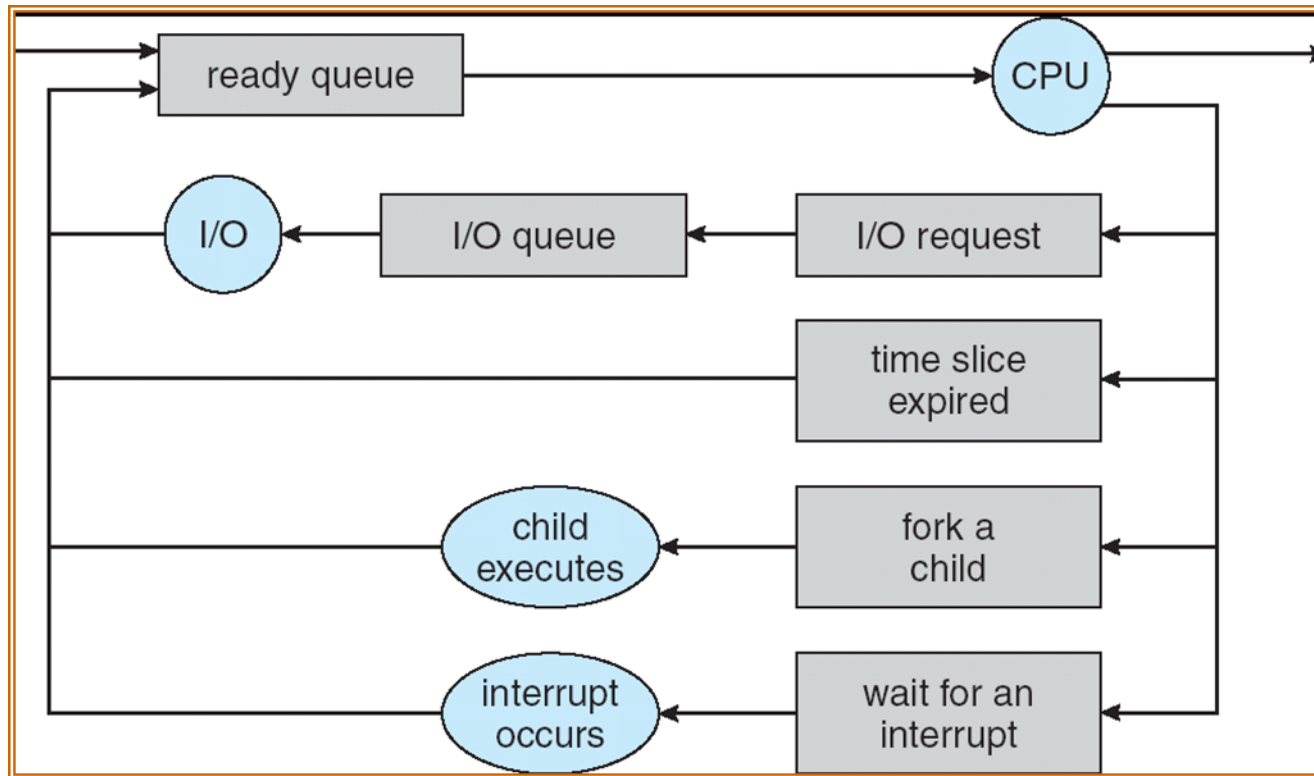 ready queue
CPU
I/O
I/O queue
I/O request
time slice
expired
child
executes
fork a
child
interrupt
occurs
wait for an
interrupt